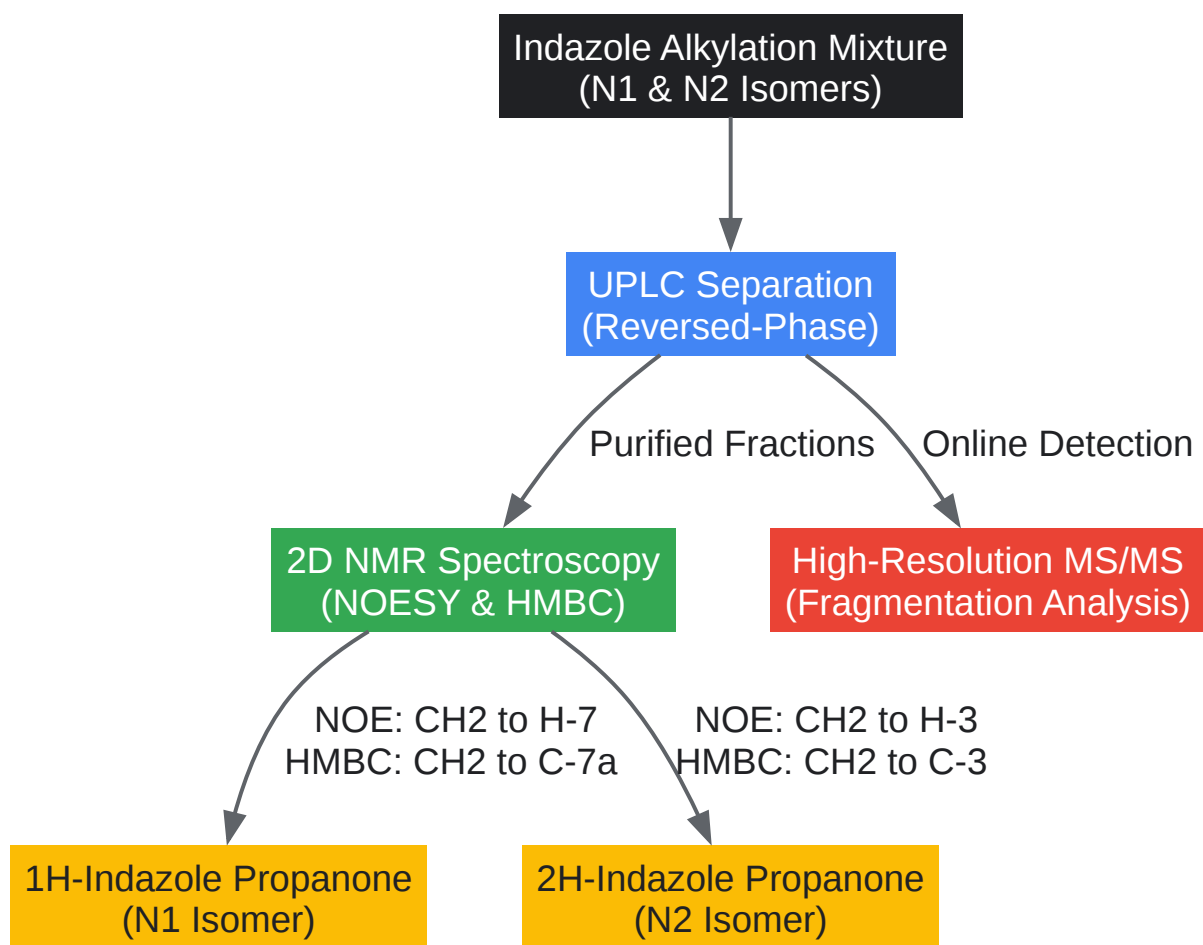 Indazole Alkylation Mixture
(N1 & N2 Isomers)
UPLC Separation
(Reversed-Phase)
Purified Fractions
Online Detection
2D NMR Spectroscopy
(NOESY & HMBC)
High-Resolution MS/MS
(Fragmentation Analysis)
NOE: CH2 to H-7
HMBC: CH2 to C-7a
NOE: CH2 to H-3
HMBC: CH2 to C-3
1H-Indazole Propanone
(N1 Isomer)
2H-Indazole Propanone
(N2 Isomer)